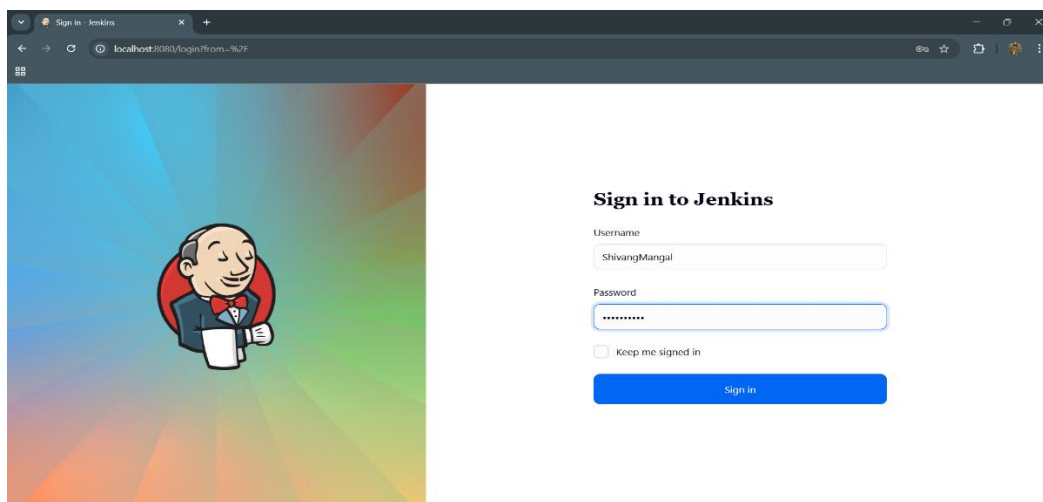 Sign in - Jenkins
localhost:8080/login?from=%2F
Sign in to Jenkins
Username
ShivangMangal
Password
••••••••••
Keep me signed in
Sign in